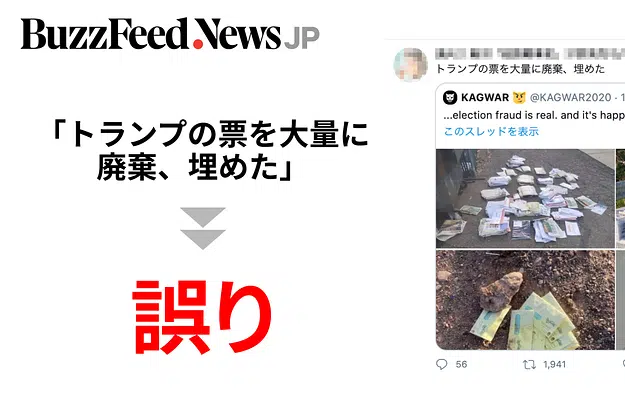 BuzzFeed.News JP
「トランプの票を大量に
廃棄、埋めた」
誤り
トランプの票を大量に廃棄、埋めた
KAGWAR @KAGWAR2020 · 1
...election fraud is real. and it's happ
このスレッドを表示
56 1,941